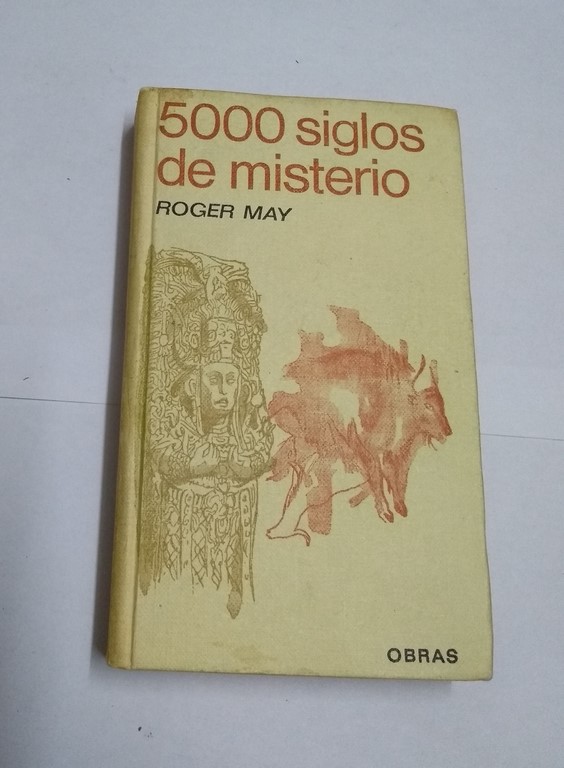 5000 siglos
de misterio
ROGER MAY
OBRAS